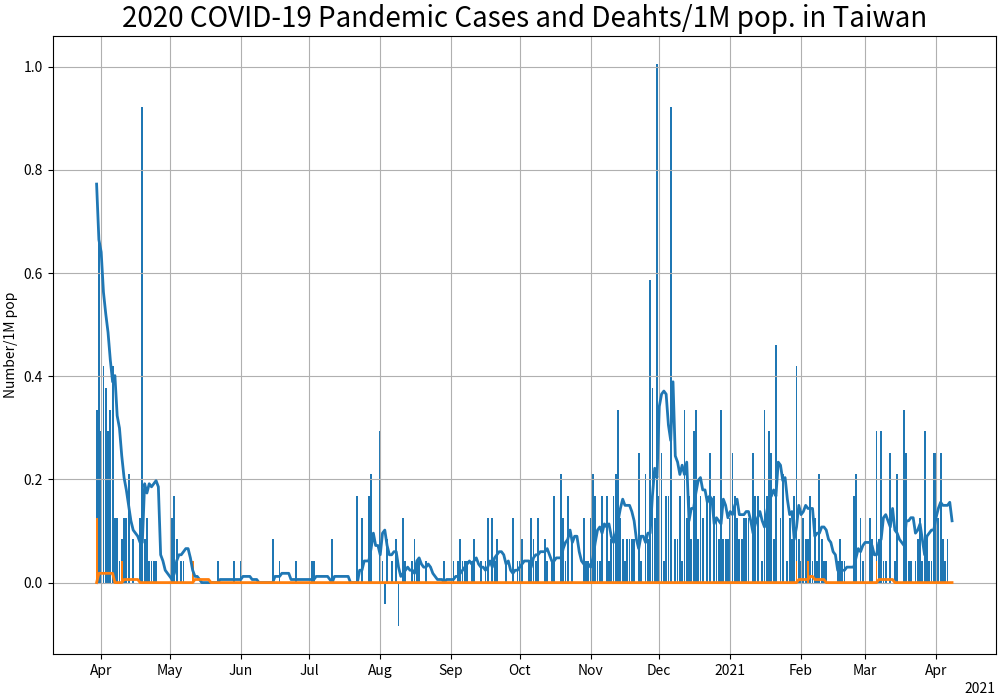 2020 COVID-19 Pandemic Cases and Deahts/1M pop. in Taiwan
Number/1M pop
1.0
0.8
0.6
0.4
0.2
0.0
Apr May Jun Jul Aug Sep Oct Nov Dec 2021 Feb Mar Apr
2021